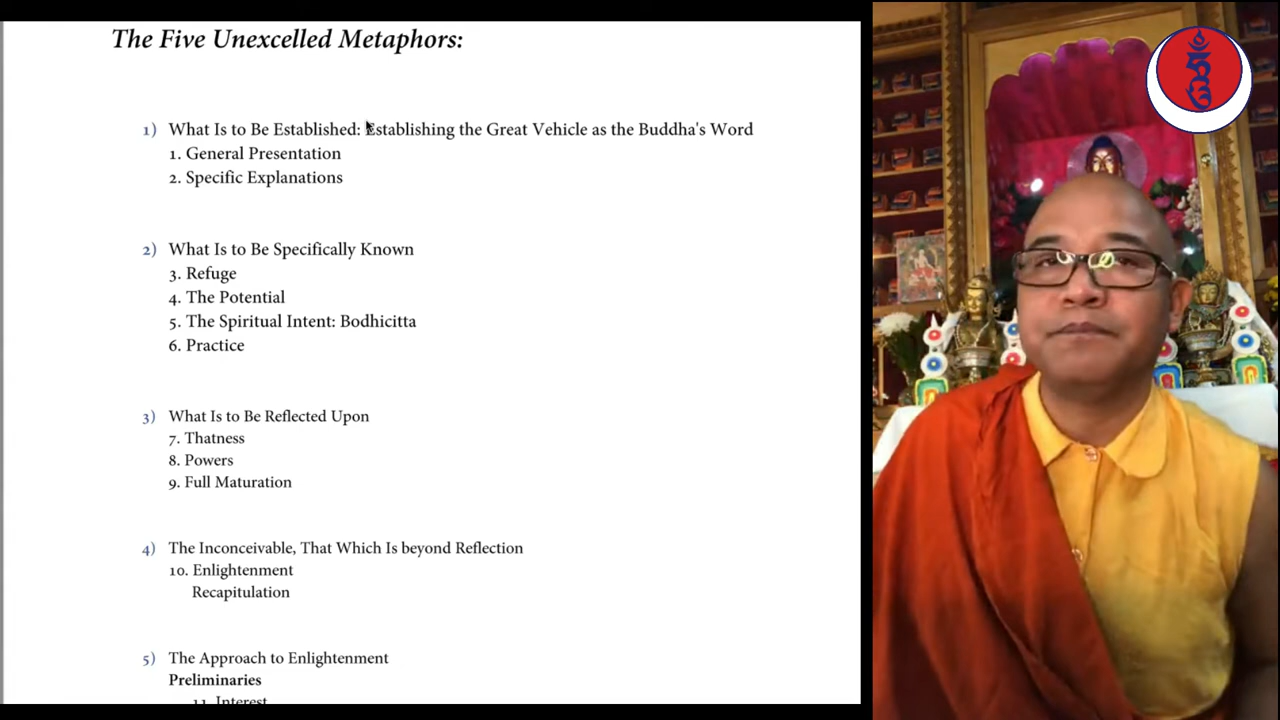 The Five Unexcelled Metaphors:
1) What Is to Be Established: Establishing the Great Vehicle as the Buddha's Word
1. General Presentation
2. Specific Explanations
2) What Is to Be Specifically Known
3. Refuge
4. The Potential
5. The Spiritual Intent: Bodhicitta
6. Practice
3) What Is to Be Reflected Upon
7. Thatness
8. Powers
9. Full Maturation
4) The Inconceivable, That Which Is beyond Reflection
10. Enlightenment
Recapitulation
5) The Approach to Enlightenment
Preliminaries
11. Interest